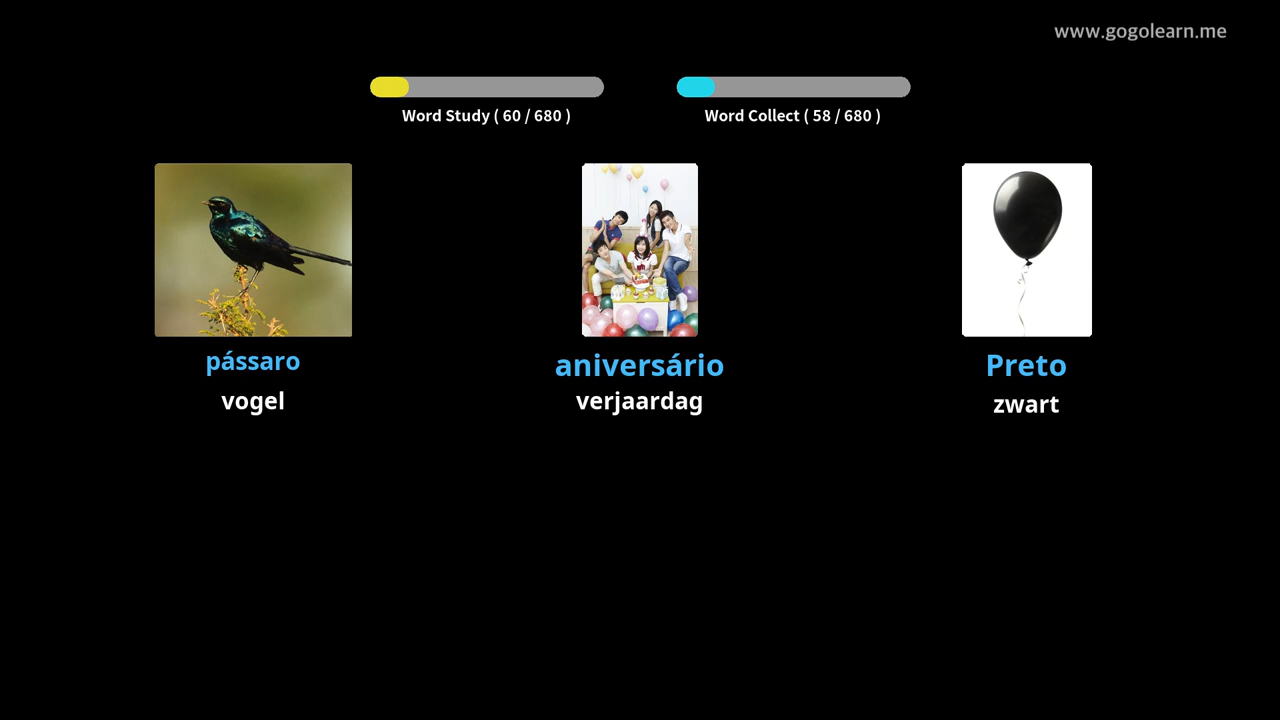 www.gogolearn.me
Word Study ( 60 / 680 )
Word Collect ( 58 / 680 )
pássaro
vogel
aniversário
verjaardag
Preto
zwart